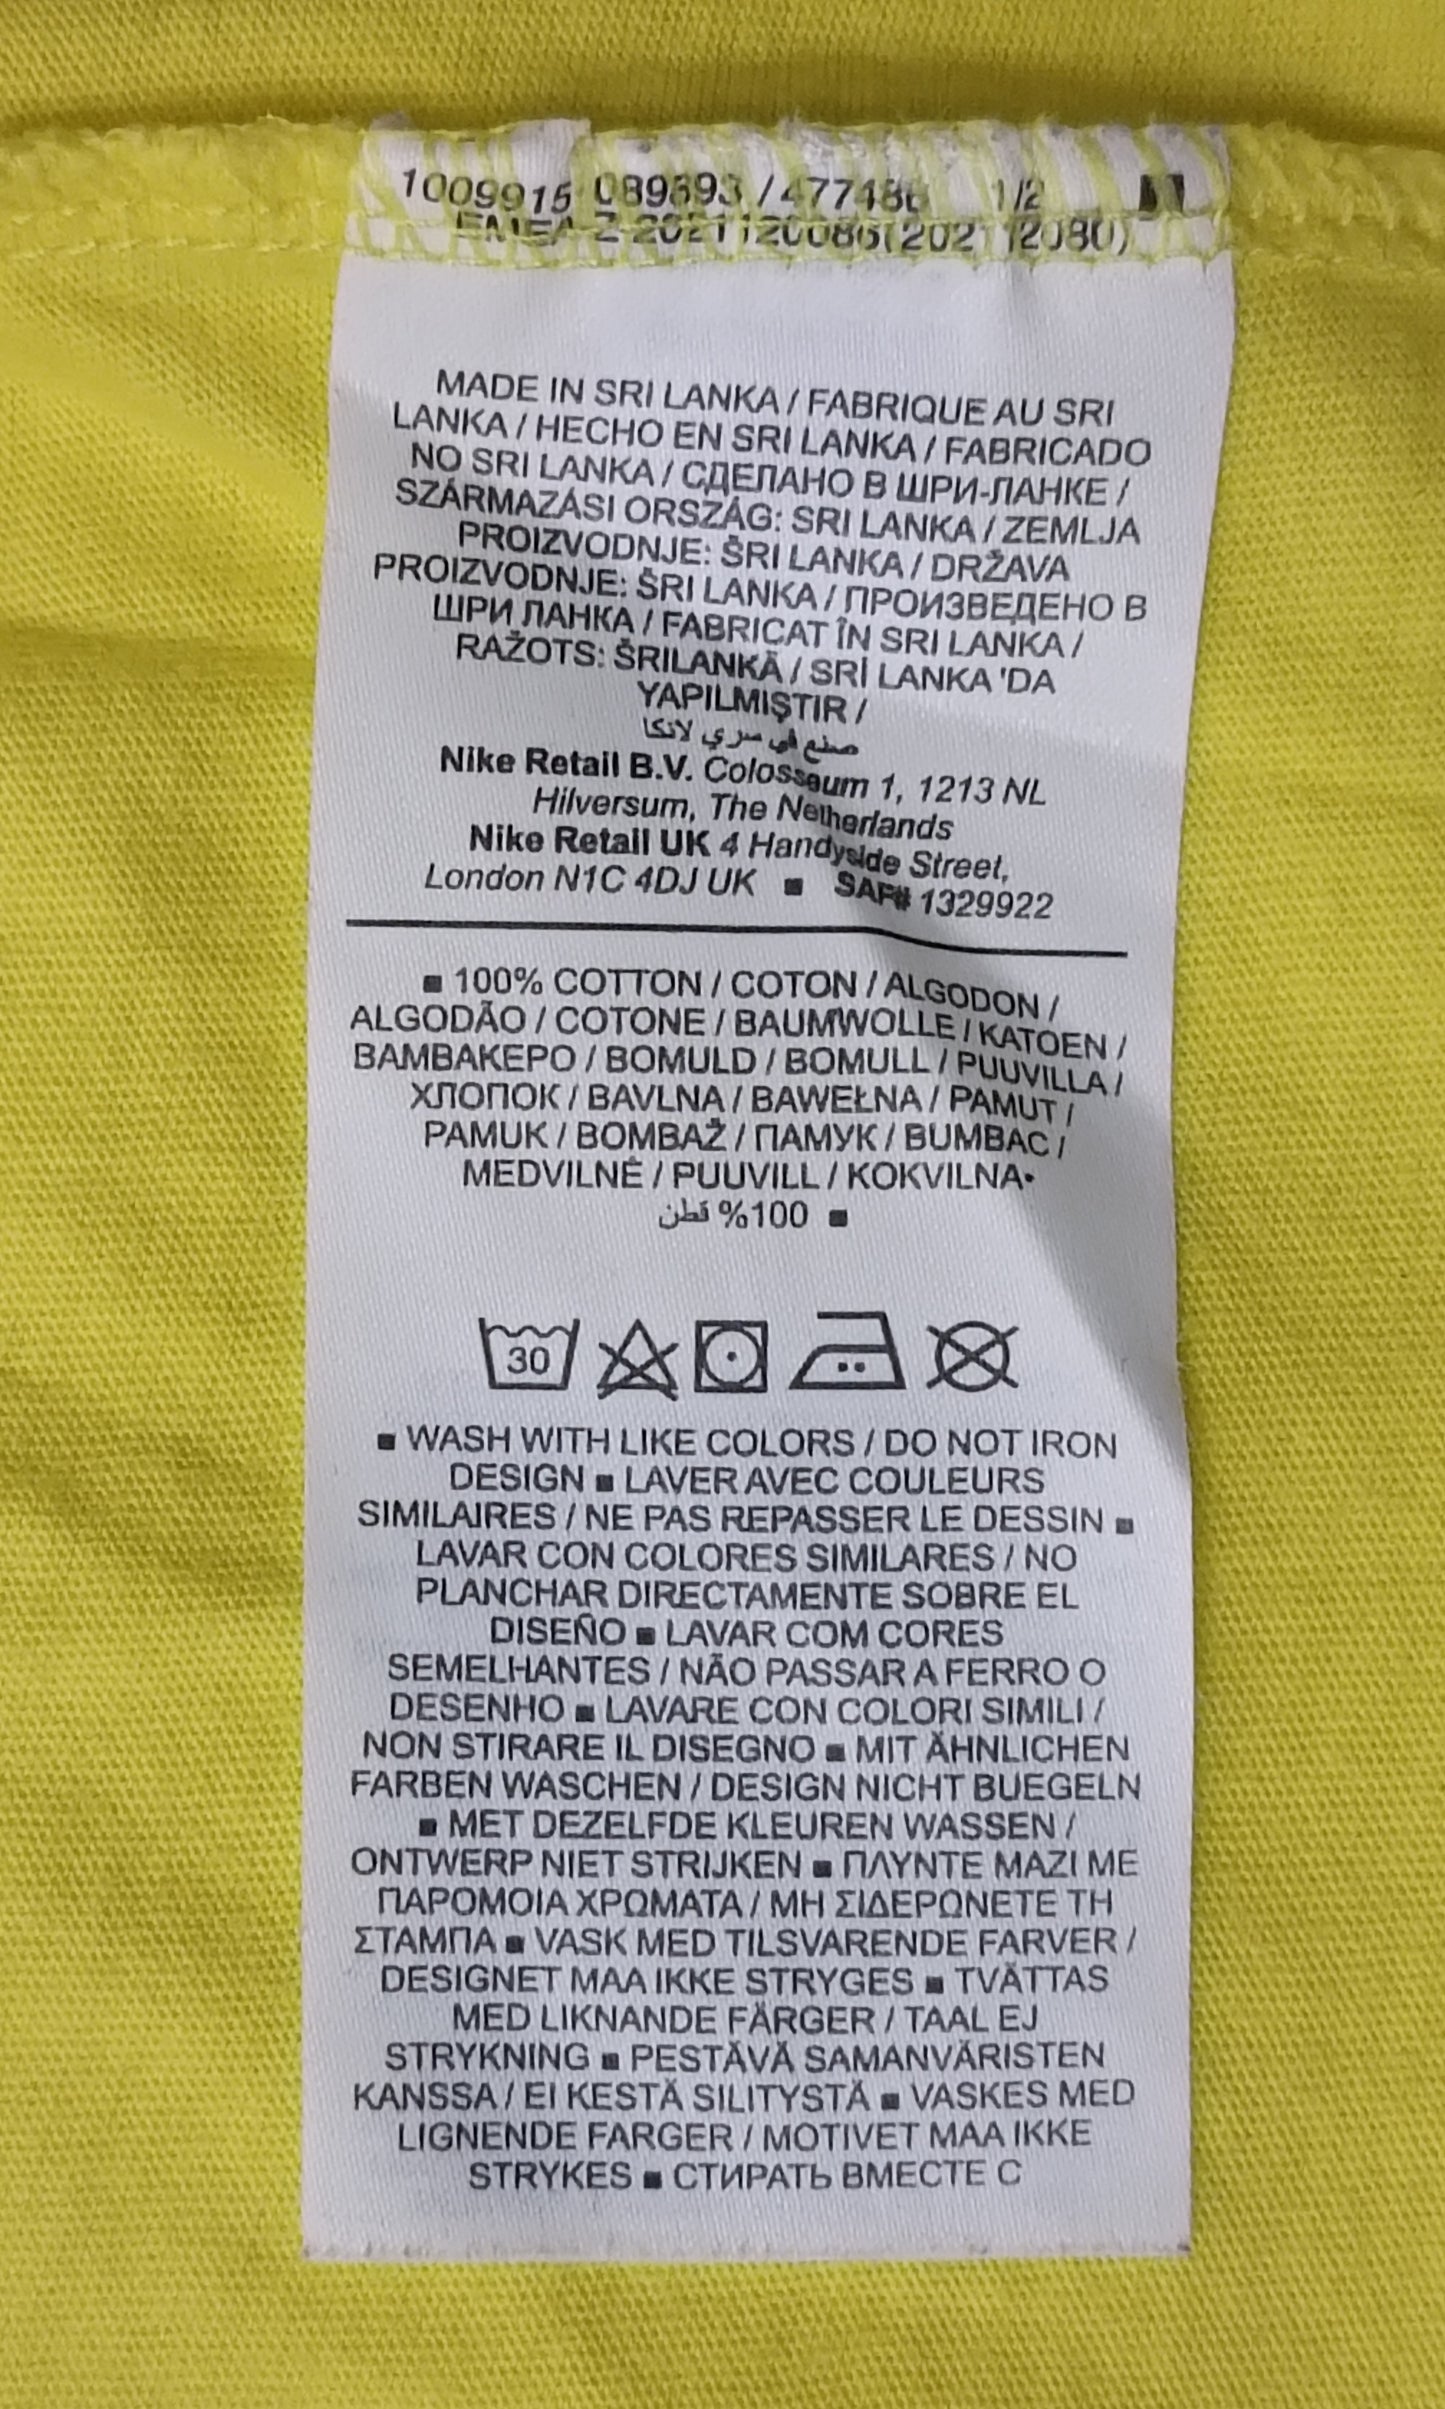 1009915 089893 / 477488 1/2
EMEA Z 2021120086(202112080)
MADE IN SRI LANKA / FABRIQUE AU SRI
LANKA / HECHO EN SRI LANKA / FABRICADO
NO SRI LANKA / СДЕЛАНО В ШРИ-ЛАНКЕ /
SZÁRMAZÁSI ORSZÁG: SRI LANKA / ZEMLJA
PROIZVODNJE: ŠRI LANKA / DRŽAVA
PROIZVODNJE: ŠRI LANKA / ПРОИЗВЕДЕНО В
ШРИ ЛАНКА / FABRICAT ÎN SRI LANKA /
RAŽOTS: ŠRILANKĀ / SRİ LANKA 'DA
YAPILMIŞTIR /
صنع في سري لانكا
Nike Retail B.V. Colosseum 1, 1213 NL
Hilversum, The Netherlands
Nike Retail UK 4 Handyside Street,
London N1C 4DJ UK ■ SAF# 1329922
■ 100% COTTON / COTON / ALGODON /
ALGODÃO / COTONE / BAUMWOLLE / KATOEN /
ΒΑΜΒΑΚΕΡΟ / BOMULD / BOMULL / PUUVILLA /
ХЛОПОК / BAVLNA / BAWEŁNA / PAMUT /
PAMUK / BOMBAŽ / ПАМУК / BUMBAC /
MEDVILNĖ / PUUVILL / KOKVILNA•
■ 100% قطن
30
■ WASH WITH LIKE COLORS / DO NOT IRON
DESIGN ■ LAVER AVEC COULEURS
SIMILAIRES / NE PAS REPASSER LE DESSIN ■
LAVAR CON COLORES SIMILARES / NO
PLANCHAR DIRECTAMENTE SOBRE EL
DISEÑO ■ LAVAR COM CORES
SEMELHANTES / NÃO PASSAR A FERRO O
DESENHO ■ LAVARE CON COLORI SIMILI /
NON STIRARE IL DISEGNO ■ MIT ÄHNLICHEN
FARBEN WASCHEN / DESIGN NICHT BUEGELN
■ MET DEZELFDE KLEUREN WASSEN /
ONTWERP NIET STRIJKEN ■ ΠΛΥΝΤΕ ΜΑΖΙ ΜΕ
ΠΑΡΟΜΟΙΑ ΧΡΩΜΑΤΑ / ΜΗ ΣΙΔΕΡΩΝΕΤΕ ΤΗ
ΣΤΑΜΠΑ ■ VASK MED TILSVARENDE FARVER /
DESIGNET MAA IKKE STRYGES ■ TVÄTTAS
MED LIKNANDE FÄRGER / TAAL EJ
STRYKNING ■ PESTÄVÄ SAMANVÄRISTEN
KANSSA / EI KESTÄ SILITYSTÄ ■ VASKES MED
LIGNENDE FARGER / MOTIVET MAA IKKE
STRYKES ■ СТИРАТЬ ВМЕСТЕ С